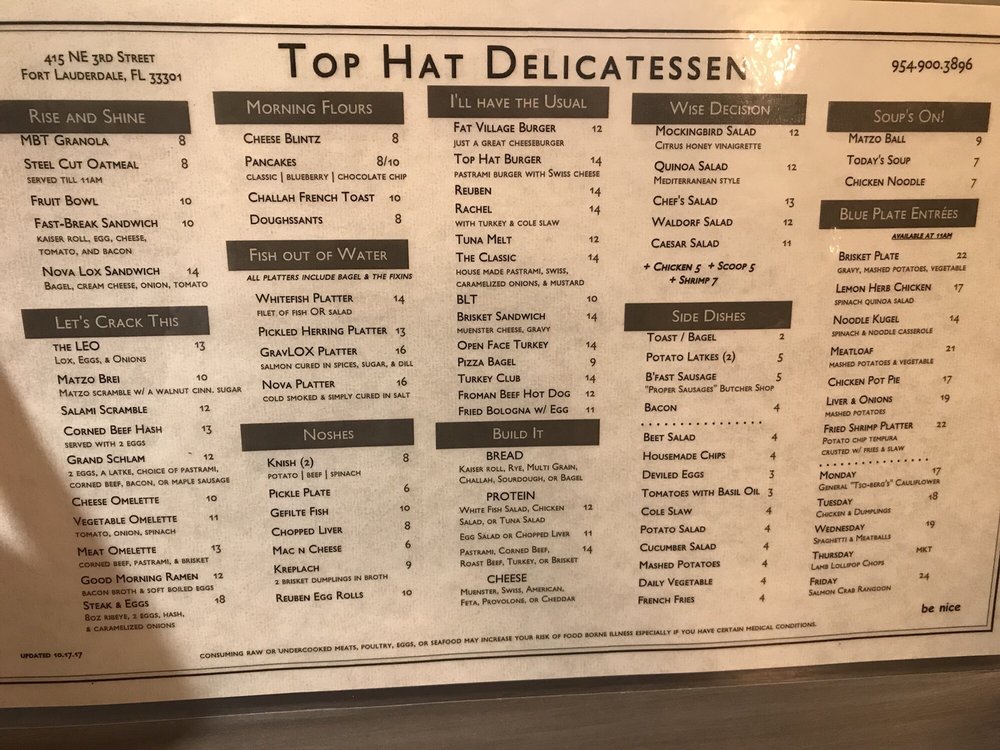 415 NE 3RD STREET
FORT LAUDERDALE, FL 33301
TOP HAT DELICATESSEN
954.900.3896
RISE AND SHINE
MBT GRANOLA 8
STEEL CUT OATMEAL 8
SERVED TILL 11AM
FRUIT BOWL 10
FAST-BREAK SANDWICH 10
KAISER ROLL, EGG, CHEESE,
TOMATO, AND BACON
NOVA LOX SANDWICH 14
BAGEL, CREAM CHEESE, ONION, TOMATO
LET'S CRACK THIS
THE LEO 13
LOX, EGGS, & ONIONS
MATZO BREI 10
MATZO SCRAMBLE W/ A WALNUT CINN. SUGAR
SALAMI SCRAMBLE 12
CORNED BEEF HASH 13
SERVED WITH 2 EGGS
GRAND SCHLAM 12
2 EGGS, A LATKE, CHOICE OF PASTRAMI,
CORNED BEEF, BACON, OR MAPLE SAUSAGE
CHEESE OMELETTE 10
VEGETABLE OMELETTE 11
TOMATO, ONION, SPINACH
MEAT OMELETTE 13
CORNED BEEF, PASTRAMI, & BRISKET
GOOD MORNING RAMEN 12
BACON BROTH & SOFT BOILED EGGS
STEAK & EGGS 18
8OZ RIBEYE, 2 EGGS, HASH,
& CARAMELIZED ONIONS
MORNING FLOURS
CHEESE BLINTZ 8
PANCAKES 8/10
CLASSIC | BLUEBERRY | CHOCOLATE CHIP
CHALLAH FRENCH TOAST 10
DOUGHSSANTS 8
FISH OUT OF WATER
ALL PLATTERS INCLUDE BAGEL & THE FIXINS
WHITEFISH PLATTER 14
FILET OF FISH OR SALAD
PICKLED HERRING PLATTER 13
GRAVLOX PLATTER 16
SALMON CURED IN SPICES, SUGAR, & DILL
NOVA PLATTER 16
COLD SMOKED & SIMPLY CURED IN SALT
NOSHES
KNISH (2) 8
POTATO | BEEF | SPINACH
PICKLE PLATE 6
GEFILTE FISH 10
CHOPPED LIVER 8
MAC N CHEESE 6
KREPLACH 9
2 BRISKET DUMPLINGS IN BROTH
REUBEN EGG ROLLS 10
I'LL HAVE THE USUAL
FAT VILLAGE BURGER 12
JUST A GREAT CHEESEBURGER
TOP HAT BURGER 14
PASTRAMI BURGER WITH SWISS CHEESE
REUBEN 14
RACHEL 14
WITH TURKEY & COLE SLAW
TUNA MELT 12
THE CLASSIC 14
HOUSE MADE PASTRAMI, SWISS,
CARAMELIZED ONIONS, & MUSTARD
BLT 10
BRISKET SANDWICH 14
MUENSTER CHEESE, GRAVY
OPEN FACE TURKEY 14
PIZZA BAGEL 9
TURKEY CLUB 14
FROMAN BEEF HOT DOG 12
FRIED BOLOGNA W/ EGG 11
BUILD IT
BREAD
KAISER ROLL, RYE, MULTI GRAIN,
CHALLAH, SOURDOUGH, OR BAGEL
PROTEIN
WHITE FISH SALAD, CHICKEN 12
SALAD, OR TUNA SALAD
EGG SALAD OR CHOPPED LIVER 11
PASTRAMI, CORNED BEEF, 14
ROAST BEEF, TURKEY, OR BRISKET
CHEESE
MUENSTER, SWISS, AMERICAN,
FETA, PROVOLONE, OR CHEDDAR
WISE DECISION
MOCKINGBIRD SALAD 12
CITRUS HONEY VINAIGRETTE
QUINOA SALAD 12
MEDITERRANEAN STYLE
CHEF'S SALAD 13
WALDORF SALAD 12
CAESAR SALAD 11
+ CHICKEN 5 + SCOOP 5
+ SHRIMP 7
SIDE DISHES
TOAST / BAGEL 2
POTATO LATKES (2) 5
B'FAST SAUSAGE 5
"PROPER SAUSAGES" BUTCHER SHOP
BACON 4
BEET SALAD 4
HOUSEMADE CHIPS 4
DEVILED EGGS 3
TOMATOES WITH BASIL OIL 3
COLE SLAW 4
POTATO SALAD 4
CUCUMBER SALAD 4
MASHED POTATOES 4
DAILY VEGETABLE 4
FRENCH FRIES 4
SOUP'S ON!
MATZO BALL 9
TODAY'S SOUP 7
CHICKEN NOODLE 7
BLUE PLATE ENTRÉES
AVAILABLE AT 11AM
BRISKET PLATE 22
GRAVY, MASHED POTATOES, VEGETABLE
LEMON HERB CHICKEN 17
SPINACH QUINOA SALAD
NOODLE KUGEL 14
SPINACH & NOODLE CASSEROLE
MEATLOAF 21
MASHED POTATOES & VEGETABLE
CHICKEN POT PIE 17
LIVER & ONIONS 19
MASHED POTATOES
FRIED SHRIMP PLATTER 22
POTATO CHIP TEMPURA
CRUSTED W/ FRIES & SLAW
MONDAY 17
GENERAL "TSO-BERG'S" CAULIFLOWER
TUESDAY 18
CHICKEN & DUMPLINGS
WEDNESDAY 19
SPAGHETTI & MEATBALLS
THURSDAY MKT
LAMB LOLLIPOP CHOPS
FRIDAY 24
SALMON CRAB RANGOON
be nice
UPDATED 10.17.17
CONSUMING RAW OR UNDERCOOKED MEATS, POULTRY, EGGS, OR SEAFOOD MAY INCREASE YOUR RISK OF FOOD BORNE ILLNESS ESPECIALLY IF YOU HAVE CERTAIN MEDICAL CONDITIONS.